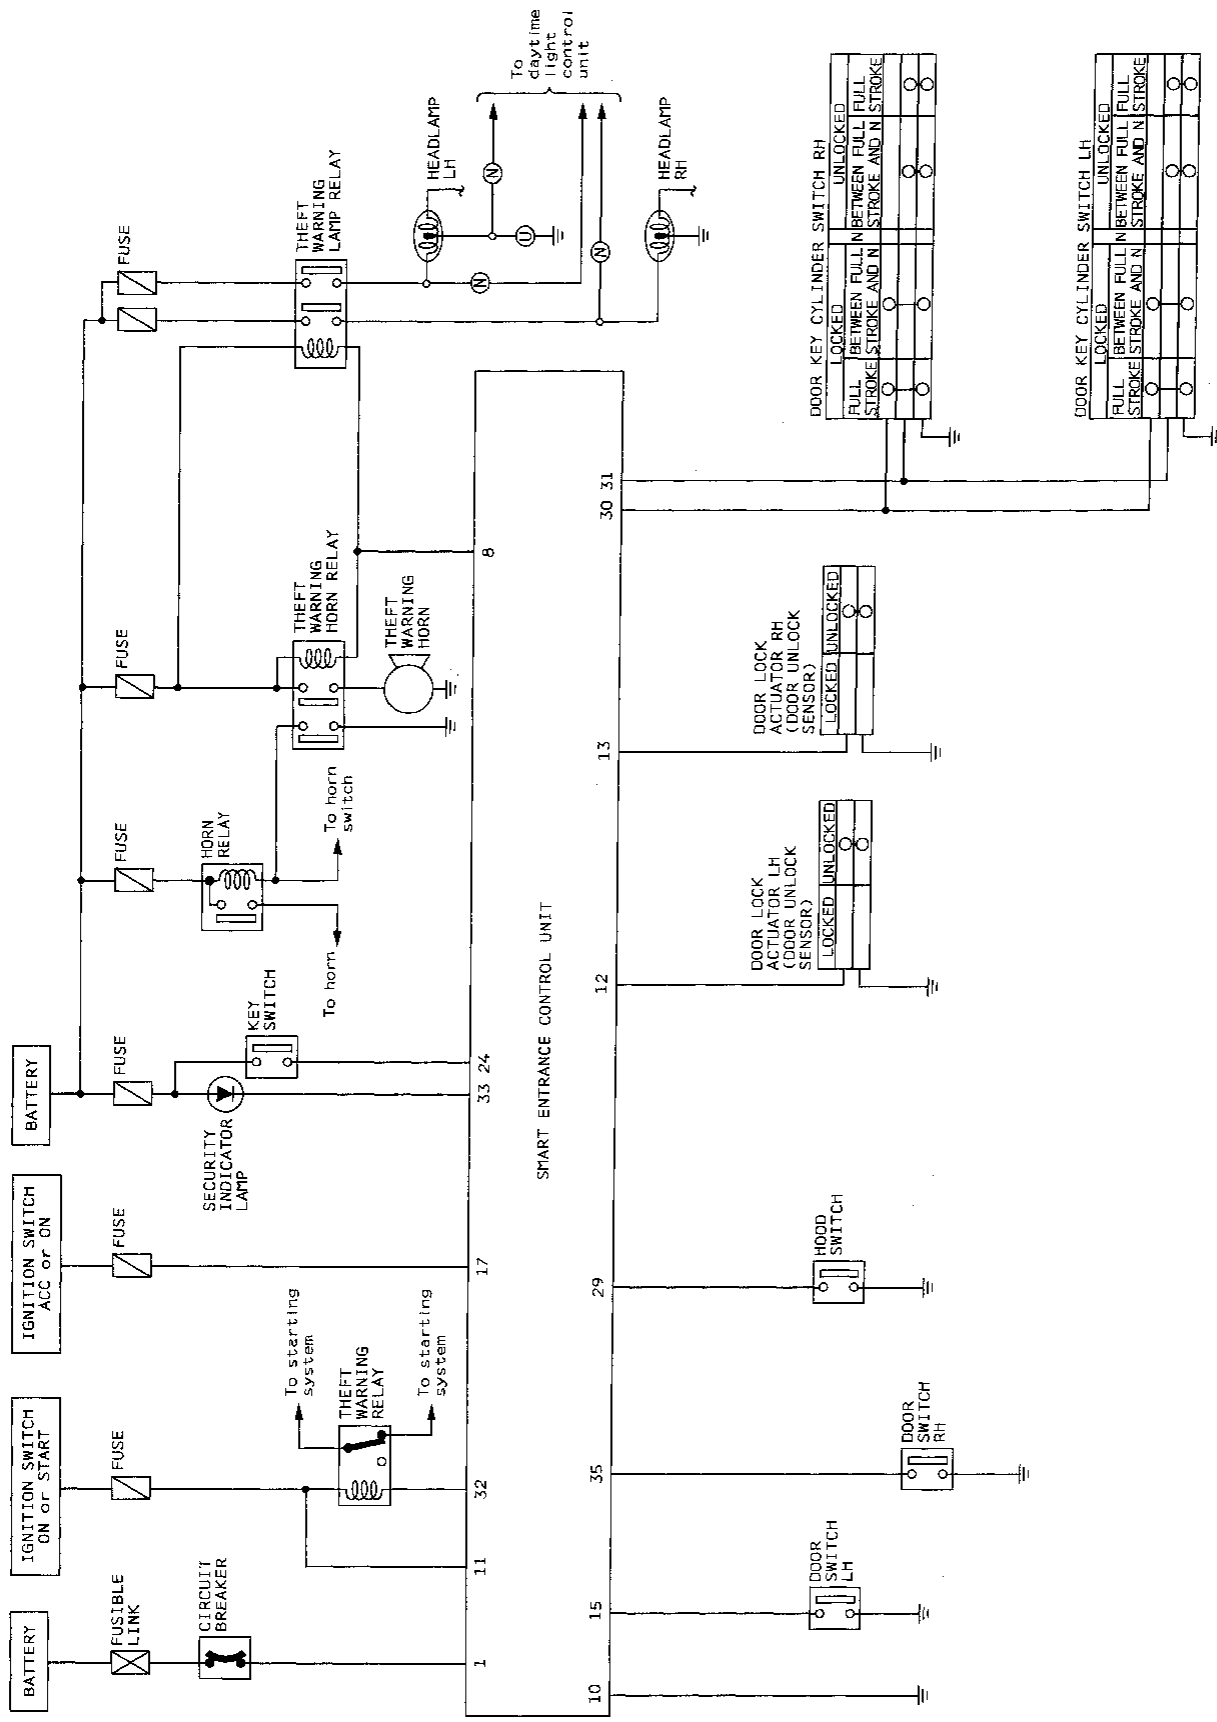 BATTERY
FUSIBLE
LINK
CIRCUIT
BREAKER
1
IGNITION SWITCH
ON or START
FUSE
11
32
THEFT
WARNING
RELAY
To starting
system
To starting
system
IGNITION SWITCH
ACC or ON
FUSE
17
BATTERY
FUSE
SECURITY
INDICATOR
LAMP
KEY
SWITCH
33
24
FUSE
HORN
RELAY
To horn
To horn
switch
FUSE
THEFT
WARNING
HORN RELAY
THEFT
WARNING
HORN
8
FUSE
THEFT
WARNING
LAMP RELAY
HEADLAMP
LH
HEADLAMP
RH
N
N
U
N
To
daytime
light
control
unit
SMART ENTRANCE CONTROL UNIT
10
15
35
29
12
13
30
31
DOOR
SWITCH
LH
DOOR
SWITCH
RH
HOOD
SWITCH
DOOR LOCK
ACTUATOR LH
(DOOR UNLOCK
SENSOR)
LOCKED UNLOCKED
DOOR LOCK
ACTUATOR RH
(DOOR UNLOCK
SENSOR)
LOCKED UNLOCKED
DOOR KEY CYLINDER SWITCH RH
LOCKED UNLOCKED
FULL BETWEEN FULL N BETWEEN FULL FULL
STROKE STROKE AND N STROKE AND N STROKE
DOOR KEY CYLINDER SWITCH LH
LOCKED UNLOCKED
FULL BETWEEN FULL N BETWEEN FULL FULL
STROKE STROKE AND N STROKE AND N STROKE